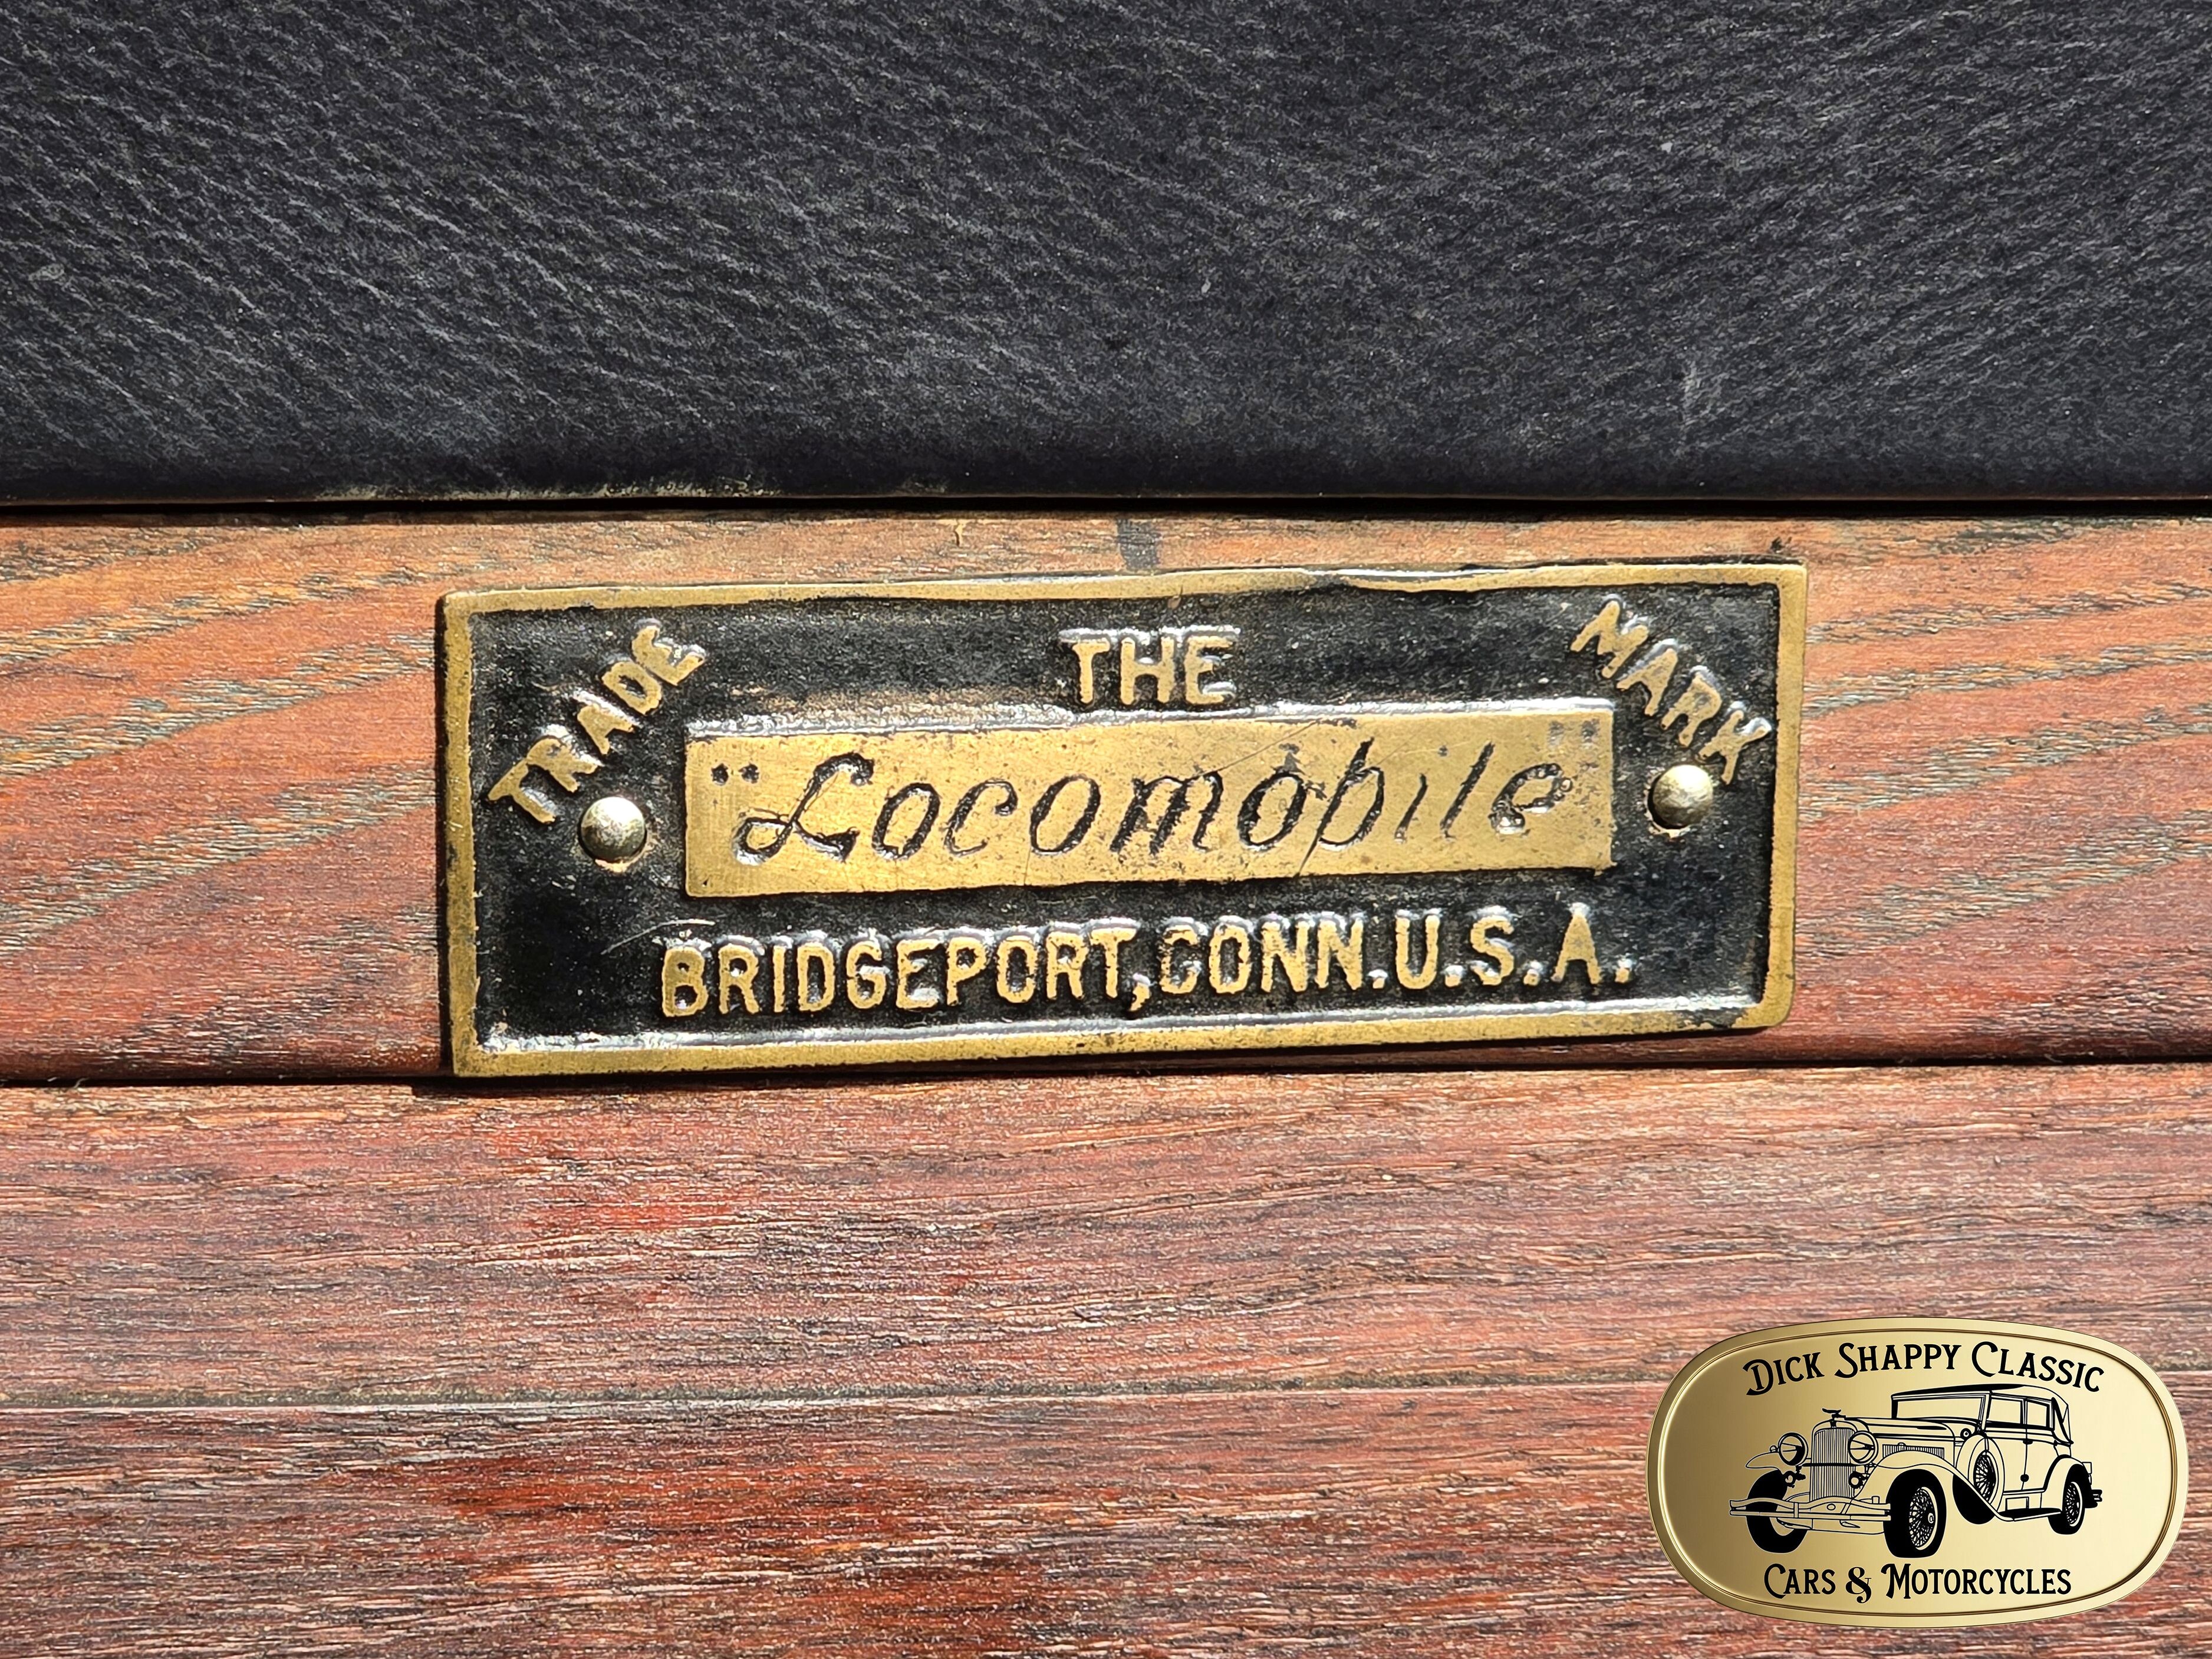 TRADE
THE
MARK
"Locomobile"
BRIDGEPORT, CONN. U.S.A.
DICK SHAPPY CLASSIC
CARS & MOTORCYCLES